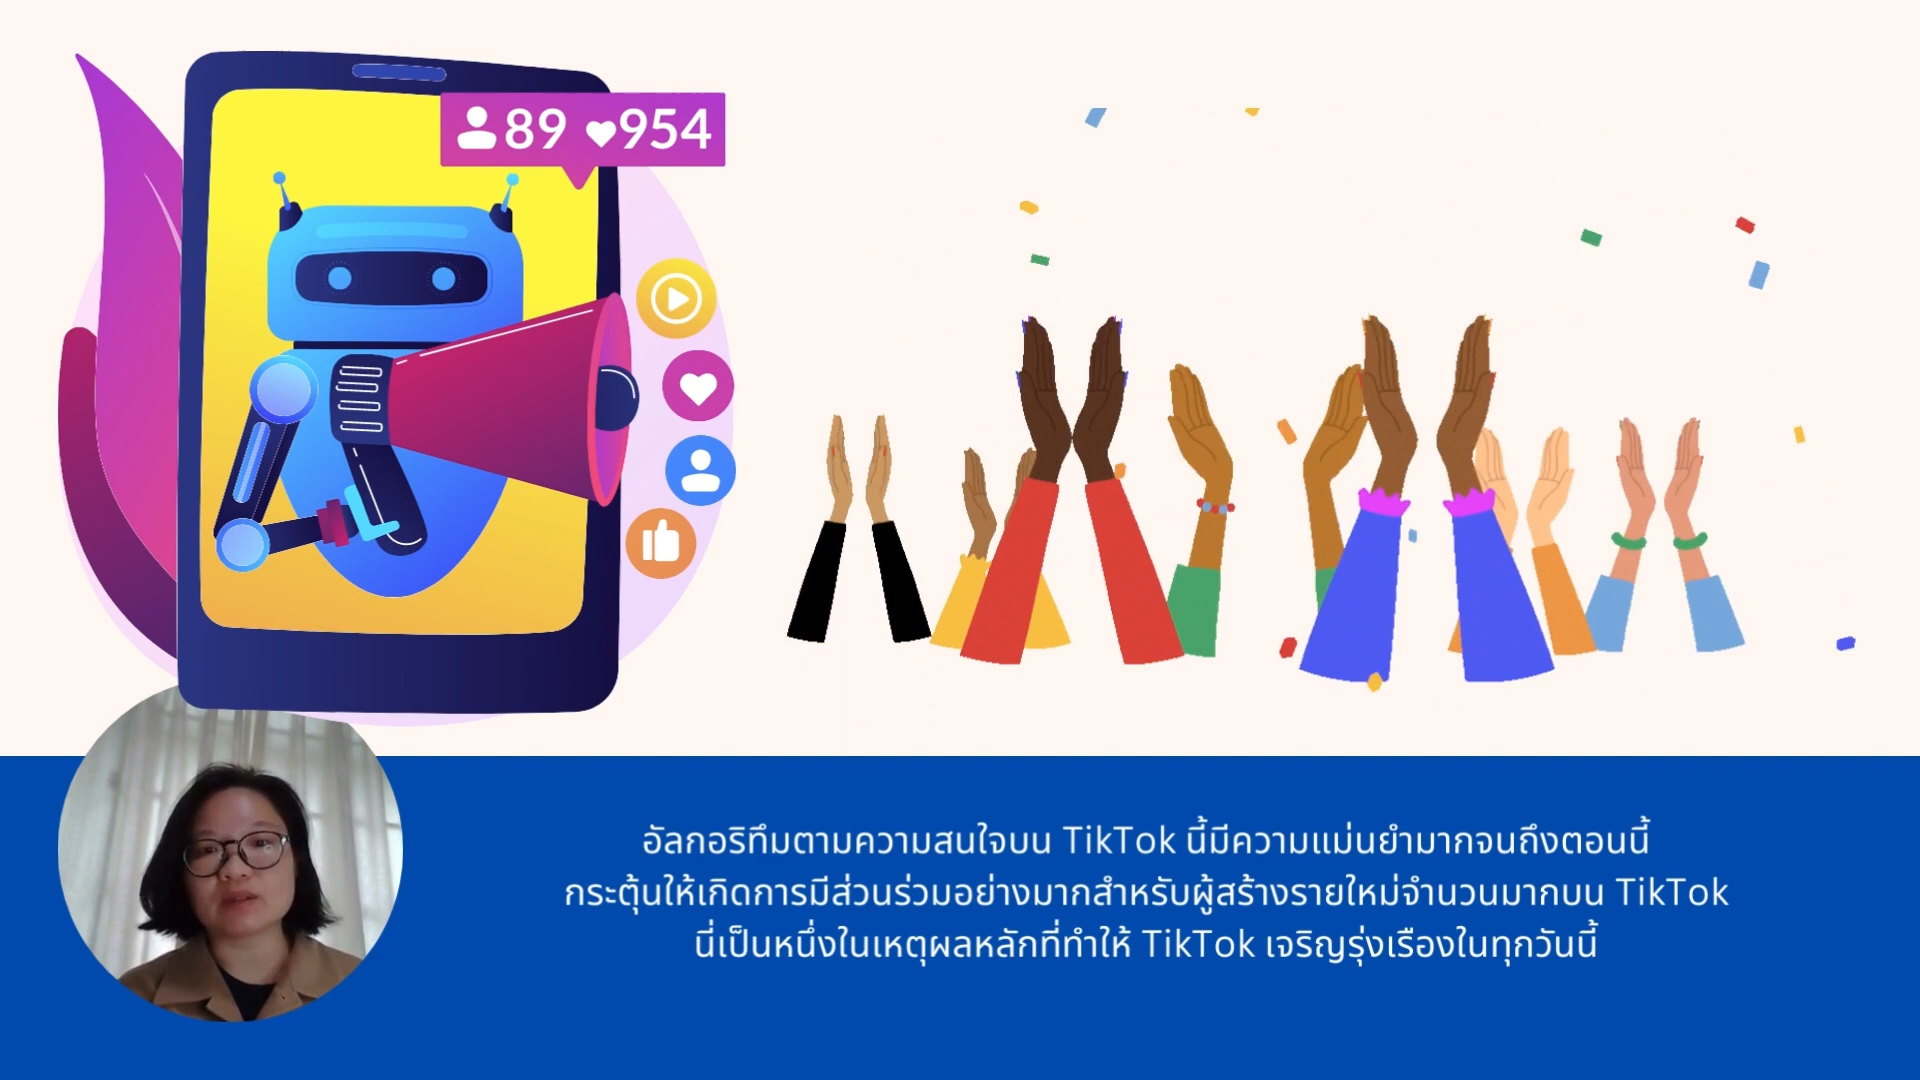 89 954
อัลกอริทึมตามความสนใจบน TikTok นี้มีความแม่นยำมากจนถึงตอนนี้
กระตุ้นให้เกิดการมีส่วนร่วมอย่างมากสำหรับผู้สร้างรายใหม่จำนวนมากบน TikTok
นี่เป็นหนึ่งในเหตุผลหลักที่ทำให้ TikTok เจริญรุ่งเรืองในทุกวันนี้